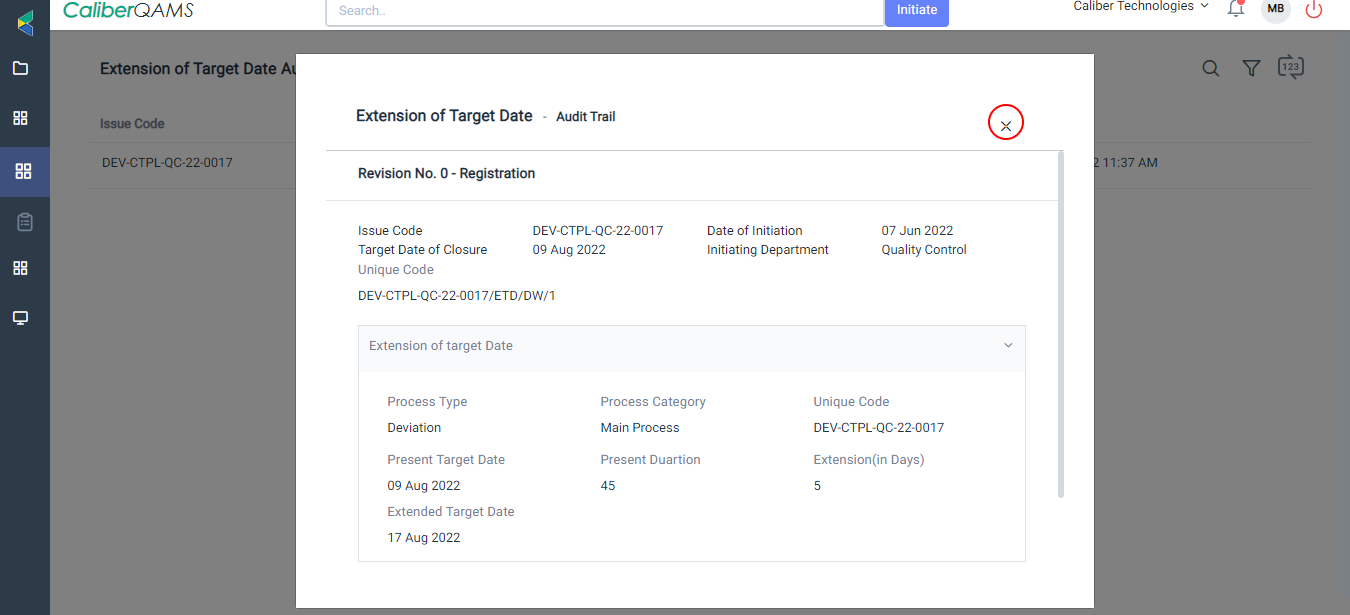 CaliberQAMS
Search..
Initiate
Caliber Technologies
MB
Extension of Target Date Au
123
Issue Code
DEV-CTPL-QC-22-0017
2 11:37 AM
Extension of Target Date - Audit Trail
Revision No. 0 - Registration
Issue Code DEV-CTPL-QC-22-0017 Date of Initiation 07 Jun 2022
Target Date of Closure 09 Aug 2022 Initiating Department Quality Control
Unique Code
DEV-CTPL-QC-22-0017/ETD/DW/1
Extension of target Date
Process Type Process Category Unique Code
Deviation Main Process DEV-CTPL-QC-22-0017
Present Target Date Present Duartion Extension(in Days)
09 Aug 2022 45 5
Extended Target Date
17 Aug 2022